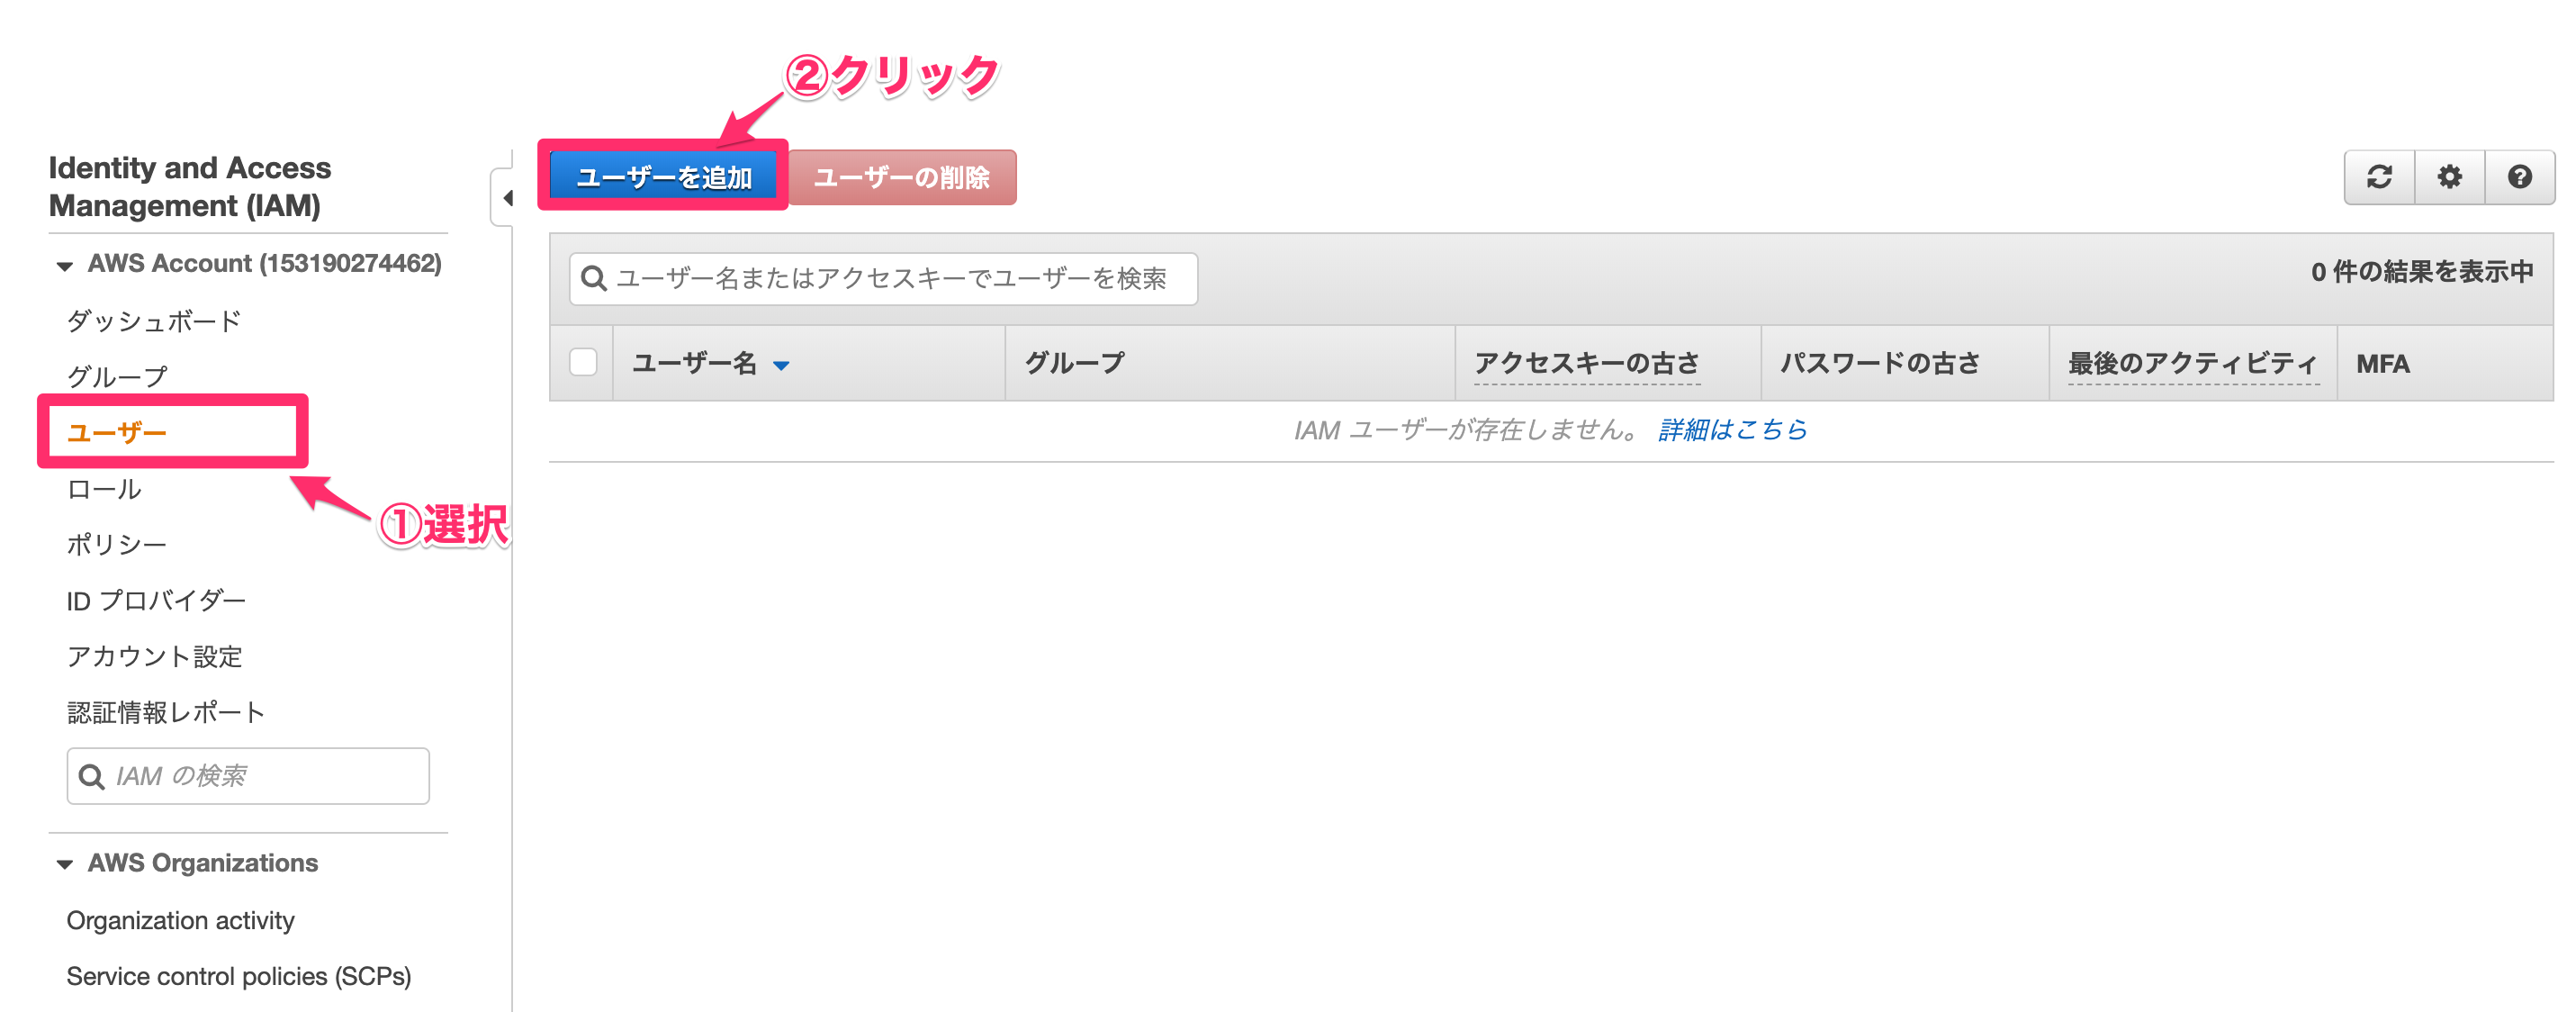 ②クリック
Identity and Access
Management (IAM)
ユーザーを追加
ユーザーの削除
AWS Account (153190274462)
ダッシュボード
グループ
ユーザー
①選択
ロール
ポリシー
ID プロバイダー
アカウント設定
認証情報レポート
IAM の検索
AWS Organizations
Organization activity
Service control policies (SCPs)
ユーザー名またはアクセスキーでユーザーを検索
0 件の結果を表示中
ユーザー名 グループ アクセスキーの古さ パスワードの古さ 最後のアクティビティ MFA
IAM ユーザーが存在しません。 詳細はこちら